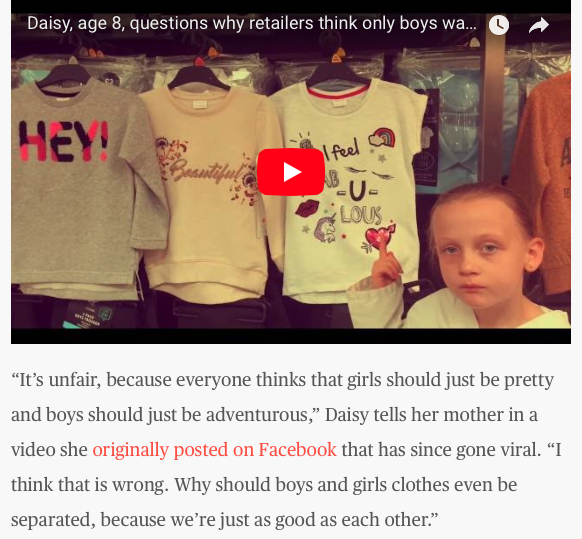 Daisy, age 8, questions why retailers think only boys wa...
HEY!
Beautiful
I feel
AB
-U-
LOUS
“It’s unfair, because everyone thinks that girls should just be pretty
and boys should just be adventurous,” Daisy tells her mother in a
video she originally posted on Facebook that has since gone viral. “I
think that is wrong. Why should boys and girls clothes even be
separated, because we’re just as good as each other.”